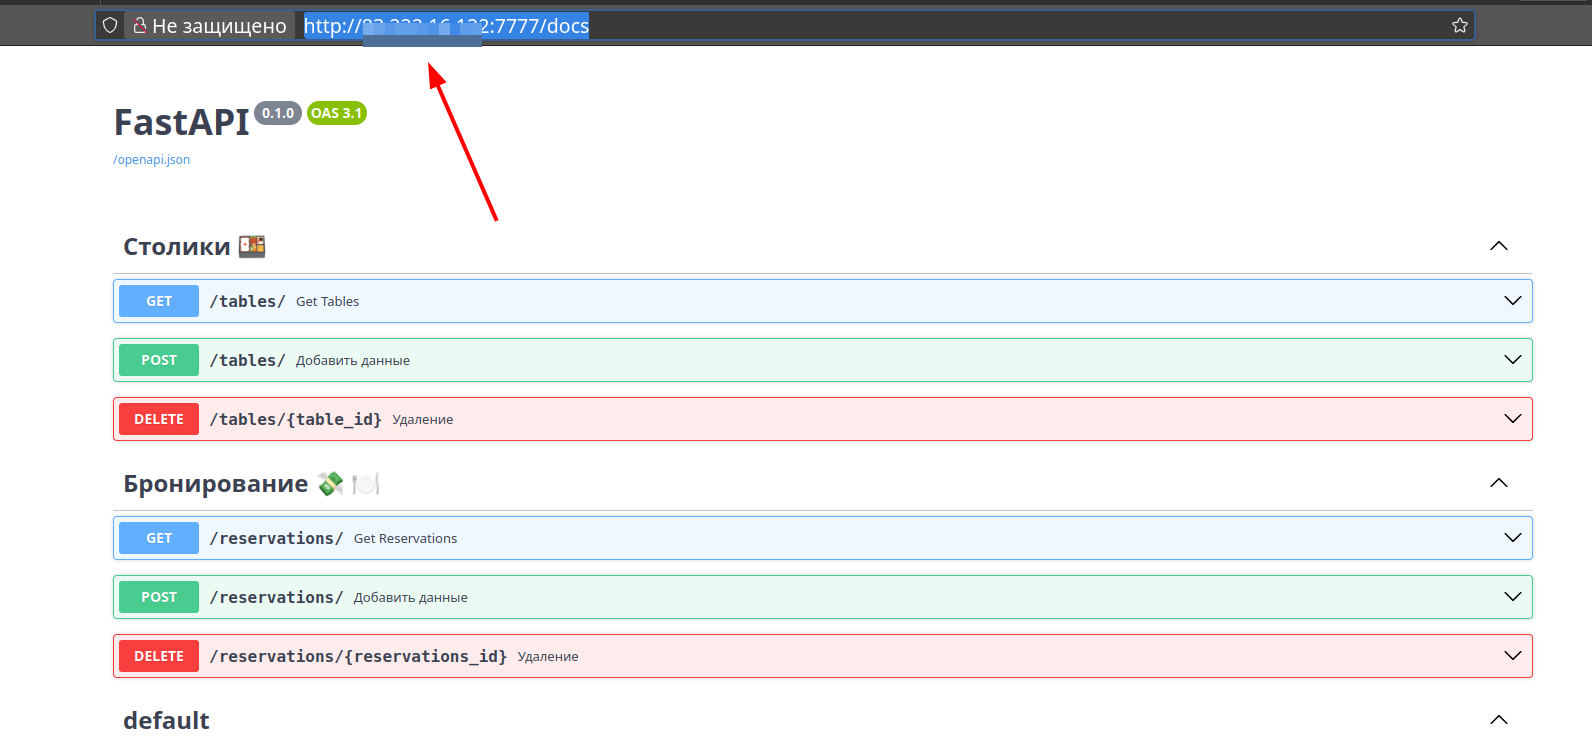 Не защищено http:// :7777/docs
FastAPI 0.1.0 OAS 3.1
/openapi.json
Столики
GET /tables/ Get Tables
POST /tables/ Добавить данные
DELETE /tables/{table_id} Удаление
Бронирование
GET /reservations/ Get Reservations
POST /reservations/ Добавить данные
DELETE /reservations/{reservations_id} Удаление
default